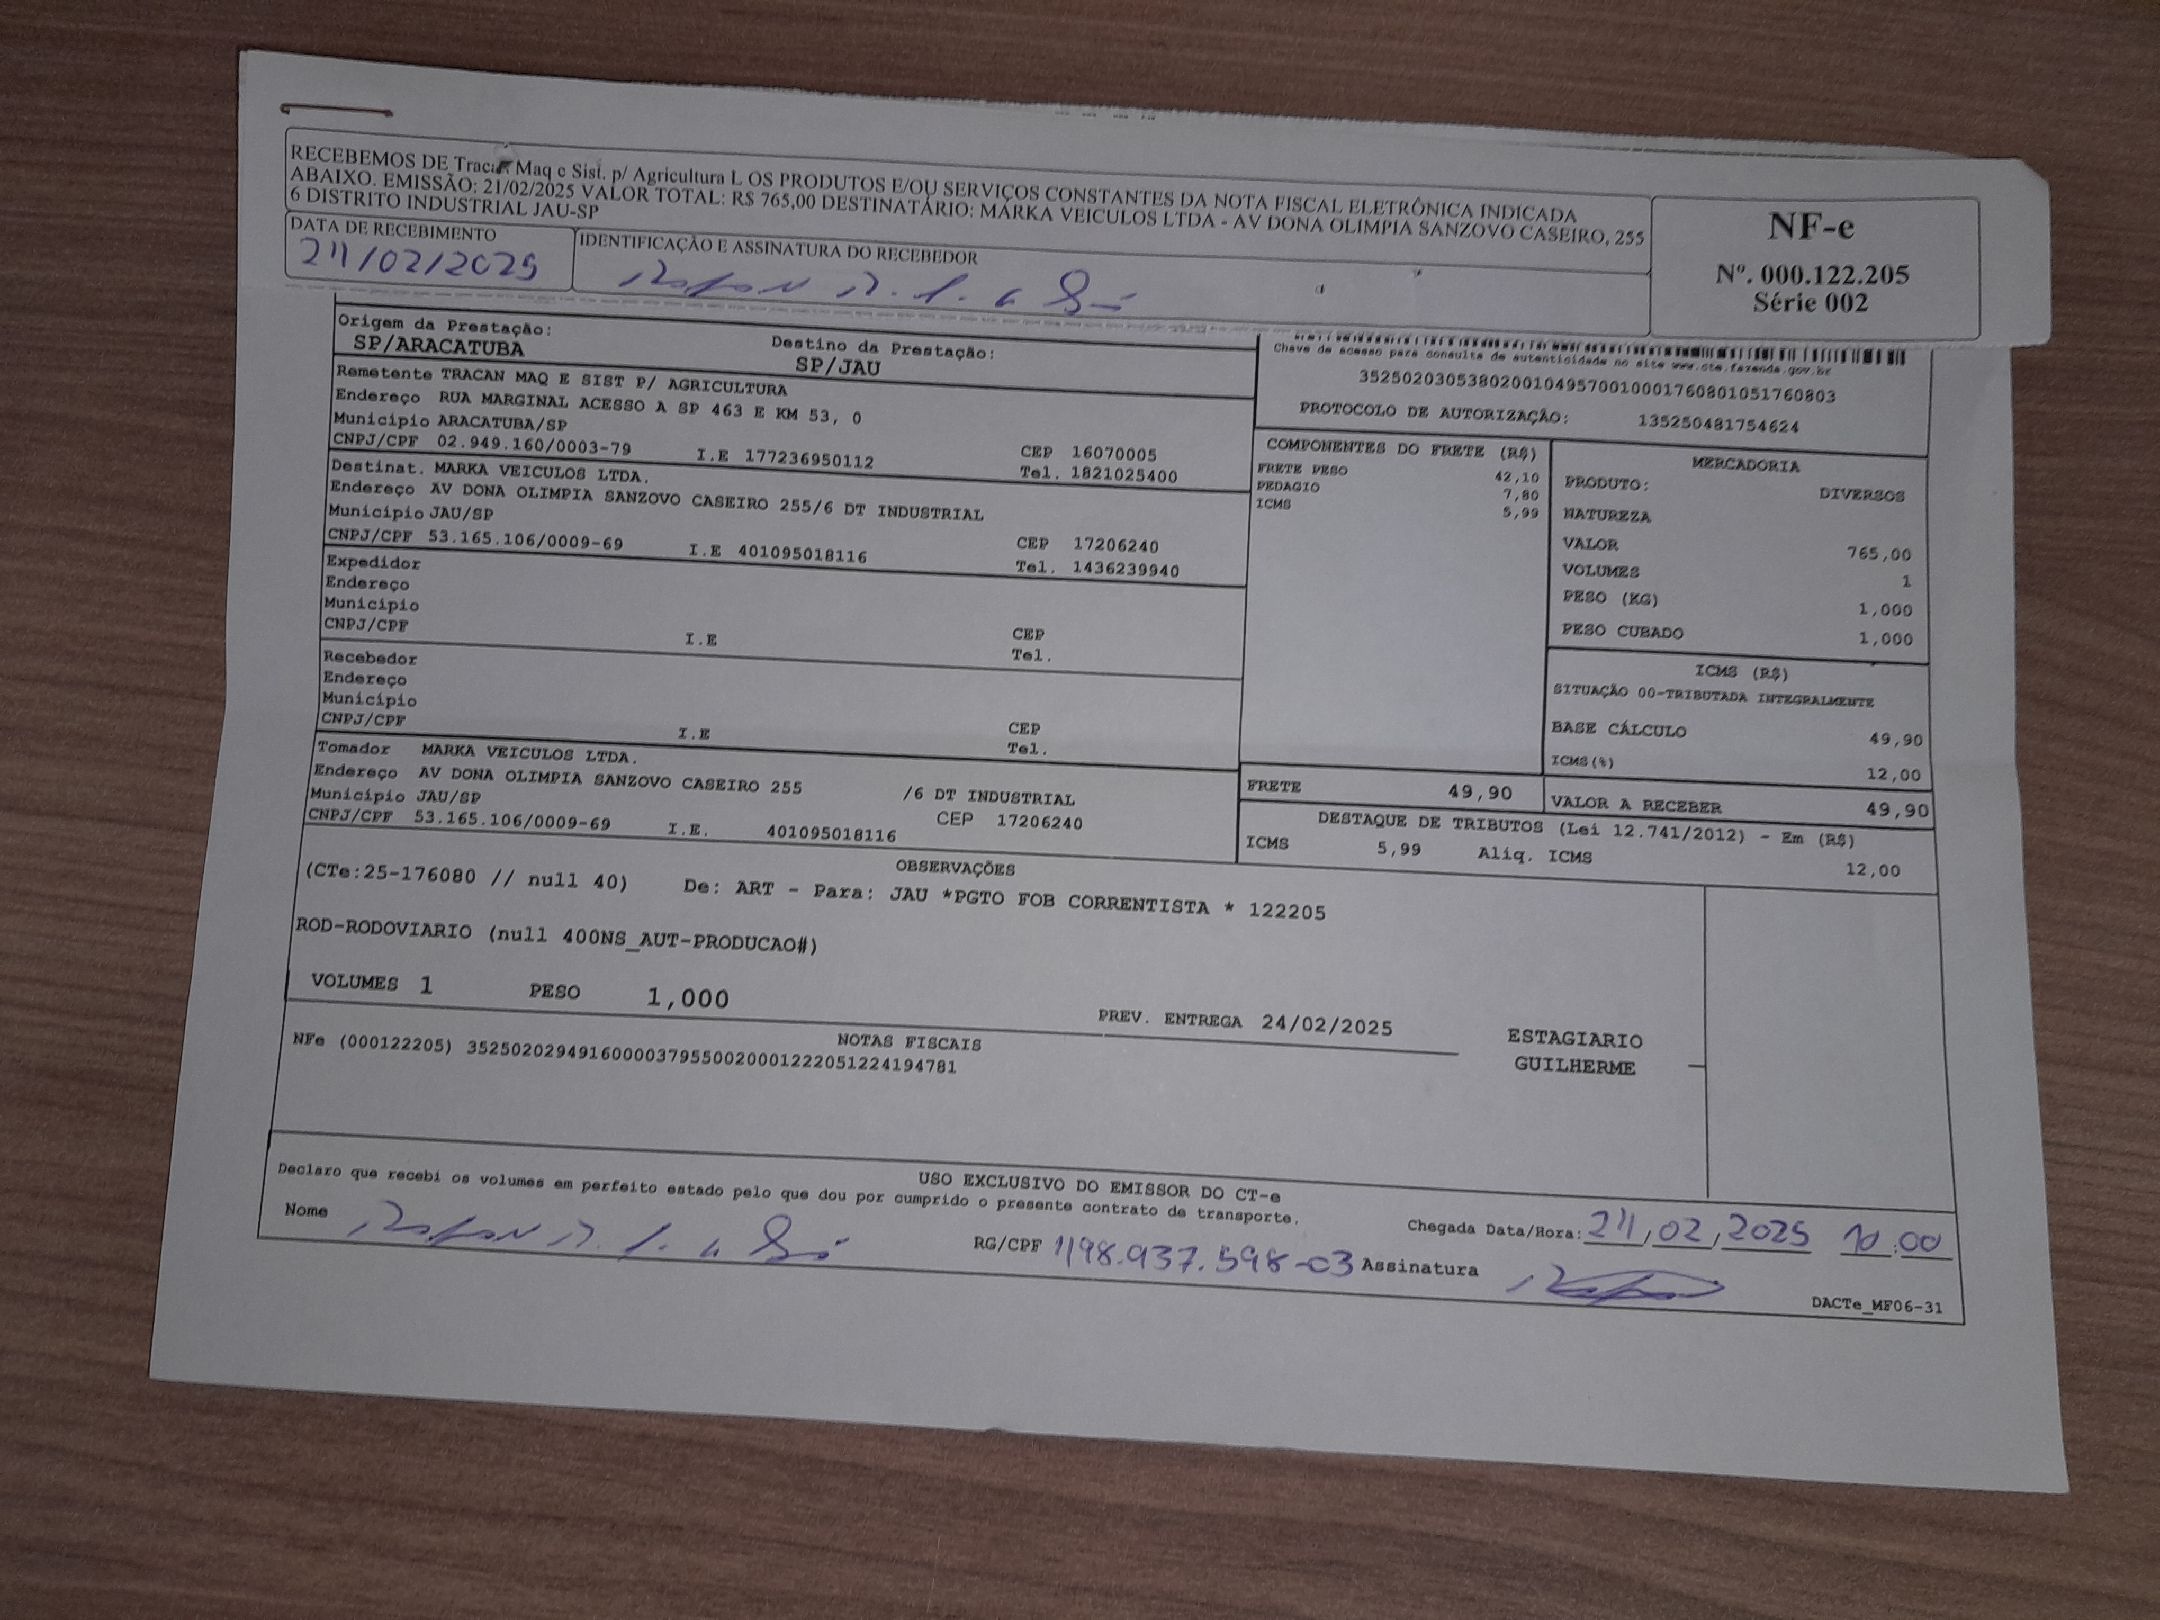 RECEBEMOS DE Tracan Maq e Sist. p/ Agricultura L OS PRODUTOS E/OU SERVIÇOS CONSTANTES DA NOTA FISCAL ELETRÔNICA INDICADA
ABAIXO. EMISSÃO: 21/02/2025 VALOR TOTAL: R$ 765,00 DESTINATÁRIO: MARKA VEICULOS LTDA - AV DONA OLIMPIA SANZOVO CASEIRO, 255
6 DISTRITO INDUSTRIAL JAU-SP
NF-e
Nº. 000.122.205
Série 002
DATA DE RECEBIMENTO
24/02/2025
IDENTIFICAÇÃO E ASSINATURA DO RECEBEDOR
Origem da Prestação:
SP/ARACATUBA
Destino da Prestação:
SP/JAU
Remetente TRACAN MAQ E SIST P/ AGRICULTURA
Endereço RUA MARGINAL ACESSO A SP 463 E KM 53, 0
Município ARACATUBA/SP
CNPJ/CPF 02.949.160/0003-79 I.E 177236950112
CEP 16070005
Tel. 1821025400
Destinat. MARKA VEICULOS LTDA.
Endereço AV DONA OLIMPIA SANZOVO CASEIRO 255/6 DT INDUSTRIAL
Município JAU/SP
CNPJ/CPF 53.165.106/0009-69 I.E 401095018116
CEP 17206240
Tel. 1436239940
Expedidor
Endereço
Município
CNPJ/CPF I.E
CEP
Tel.
Recebedor
Endereço
Município
CNPJ/CPF I.E
CEP
Tel.
Tomador MARKA VEICULOS LTDA.
Endereço AV DONA OLIMPIA SANZOVO CASEIRO 255 /6 DT INDUSTRIAL
Município JAU/SP CEP 17206240
CNPJ/CPF 53.165.106/0009-69 I.E. 401095018116
Chave de acesso para consulta de autenticidade no site www.cte.fazenda.gov.br
35250203053802001049570010001760801051760803
PROTOCOLO DE AUTORIZAÇÃO: 135250481754624
COMPONENTES DO FRETE (R$)
FRETE PESO 42,10
PEDAGIO 7,80
ICMS 5,99
MERCADORIA
PRODUTO: DIVERSOS
NATUREZA
VALOR 765,00
VOLUMES 1
PESO (KG) 1,000
PESO CUBADO 1,000
ICMS (R$)
SITUAÇÃO 00-TRIBUTADA INTEGRALMENTE
BASE CÁLCULO 49,90
ICMS(%) 12,00
FRETE 49,90
VALOR A RECEBER 49,90
DESTAQUE DE TRIBUTOS (Lei 12.741/2012) - Em (R$)
ICMS 5,99 Aliq. ICMS 12,00
OBSERVAÇÕES
(CTe:25-176080 // null 40) De: ART - Para: JAU *PGTO FOB CORRENTISTA * 122205
ROD-RODOVIARIO (null 400NS_AUT-PRODUCAO#)
VOLUMES 1 PESO 1,000
PREV. ENTREGA 24/02/2025
ESTAGIARIO
GUILHERME
NOTAS FISCAIS
NFe (000122205) 35250202949160000379550020001222051224194781
USO EXCLUSIVO DO EMISSOR DO CT-e
Declaro que recebi os volumes em perfeito estado pelo que dou por cumprido o presente contrato de transporte.
Chegada Data/Hora: 24/02/2025 10:00
Nome
RG/CPF 498.937.598-03 Assinatura
DACTe_MF06-31